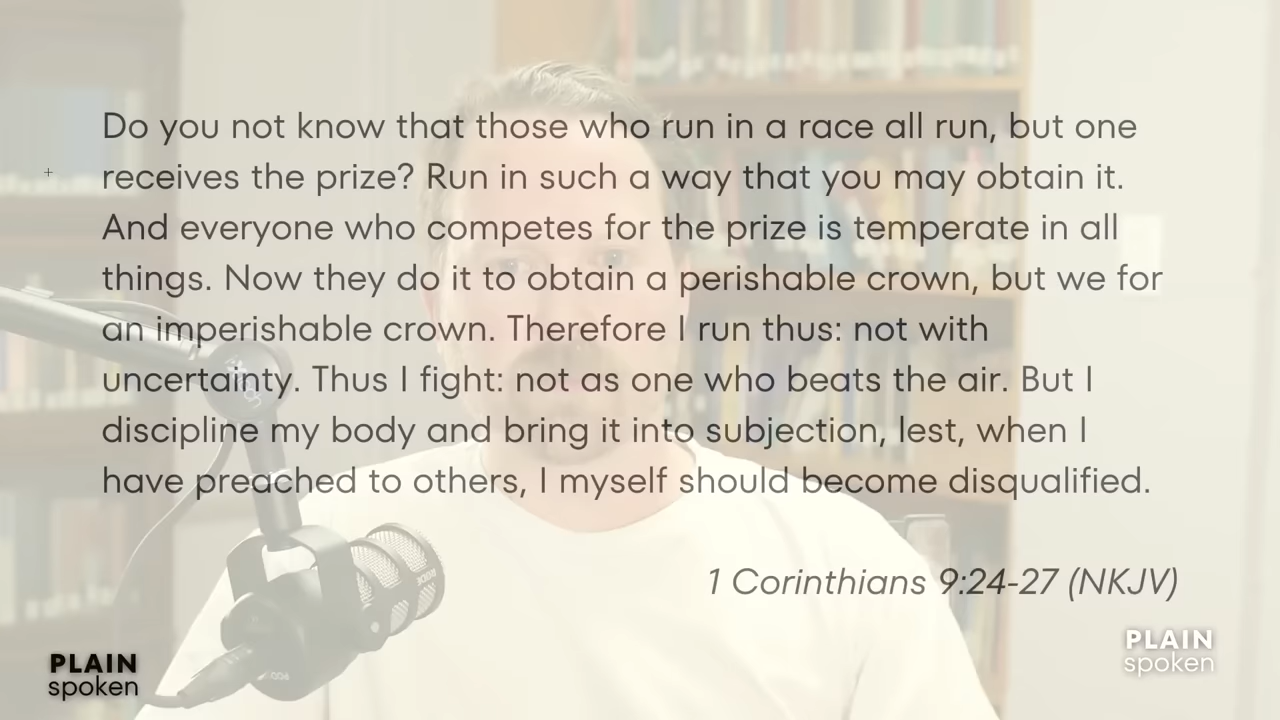 Do you not know that those who run in a race all run, but one
receives the prize? Run in such a way that you may obtain it.
And everyone who competes for the prize is temperate in all
things. Now they do it to obtain a perishable crown, but we for
an imperishable crown. Therefore I run thus: not with
uncertainty. Thus I fight: not as one who beats the air. But I
discipline my body and bring it into subjection, lest, when I
have preached to others, I myself should become disqualified.
1 Corinthians 9:24-27 (NKJV)
PLAIN
spoken
PLAIN
spoken
RODE